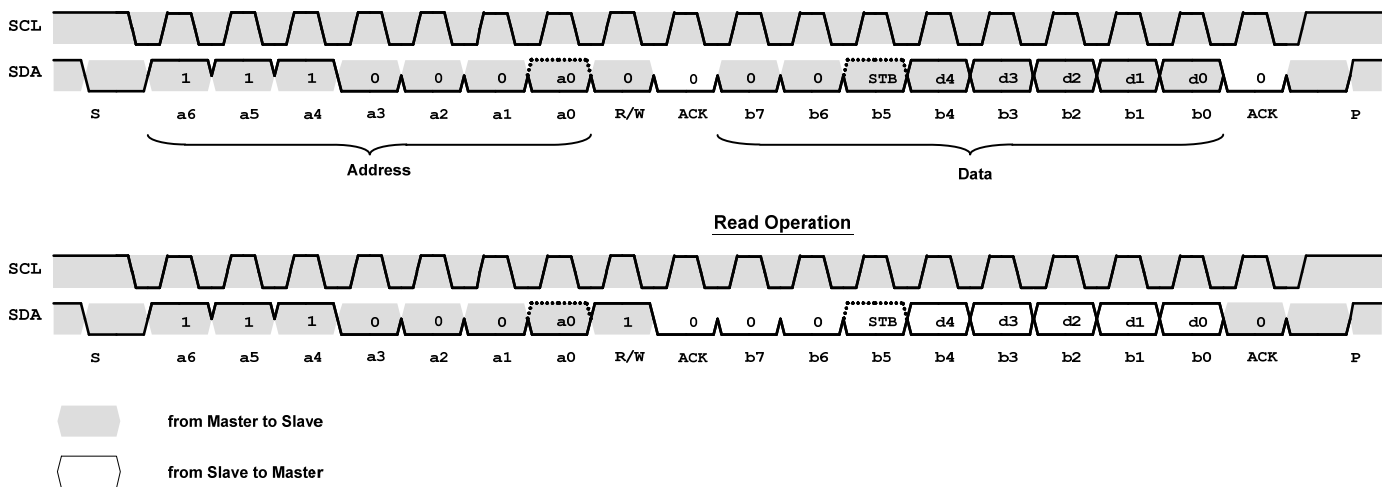 SCL
SDA 1 1 1 0 0 0 a0 0 0 0 0 STB d4 d3 d2 d1 d0 0
S a6 a5 a4 a3 a2 a1 a0 R/W ACK b7 b6 b5 b4 b3 b2 b1 b0 ACK P
Address Data
Read Operation
SCL
SDA 1 1 1 0 0 0 a0 1 0 0 0 STB d4 d3 d2 d1 d0 0
S a6 a5 a4 a3 a2 a1 a0 R/W ACK b7 b6 b5 b4 b3 b2 b1 b0 ACK P
from Master to Slave
from Slave to Master